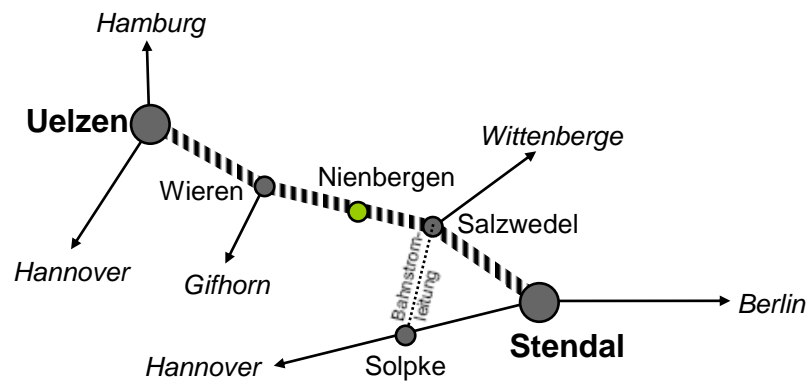 Hamburg
Uelzen
Wittenberge
Nienbergen
Wieren
Salzwedel
Bahnstrom-
leitung
Hannover
Gifhorn
Berlin
Stendal
Hannover
Solpke